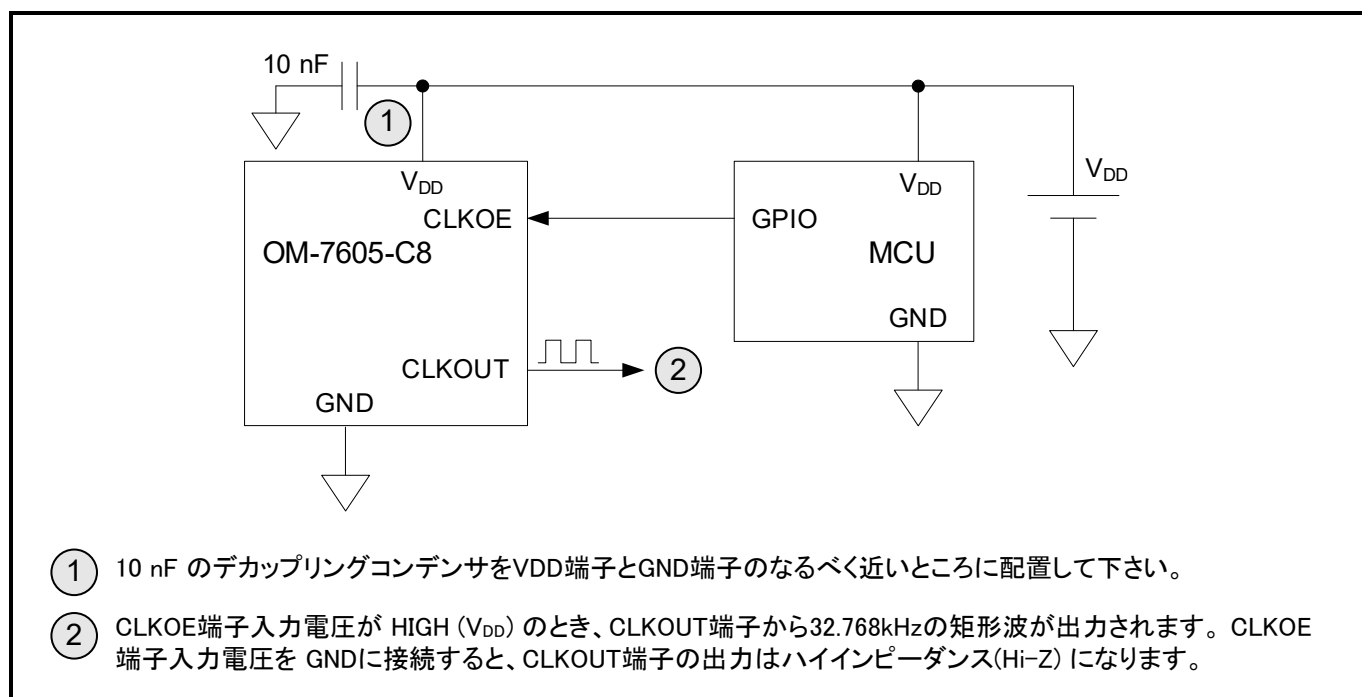 10 nF
1
VDD
CLKOE
OM-7605-C8
CLKOUT
GND
2
VDD
GPIO
MCU
GND
VDD
1 10 nF のデカップリングコンデンサをVDD端子とGND端子のなるべく近いところに配置して下さい。
2 CLKOE端子入力電圧が HIGH (VDD) のとき、CLKOUT端子から32.768kHzの矩形波が出力されます。 CLKOE
端子入力電圧を GNDに接続すると、CLKOUT端子の出力はハイインピーダンス(Hi-Z) になります。